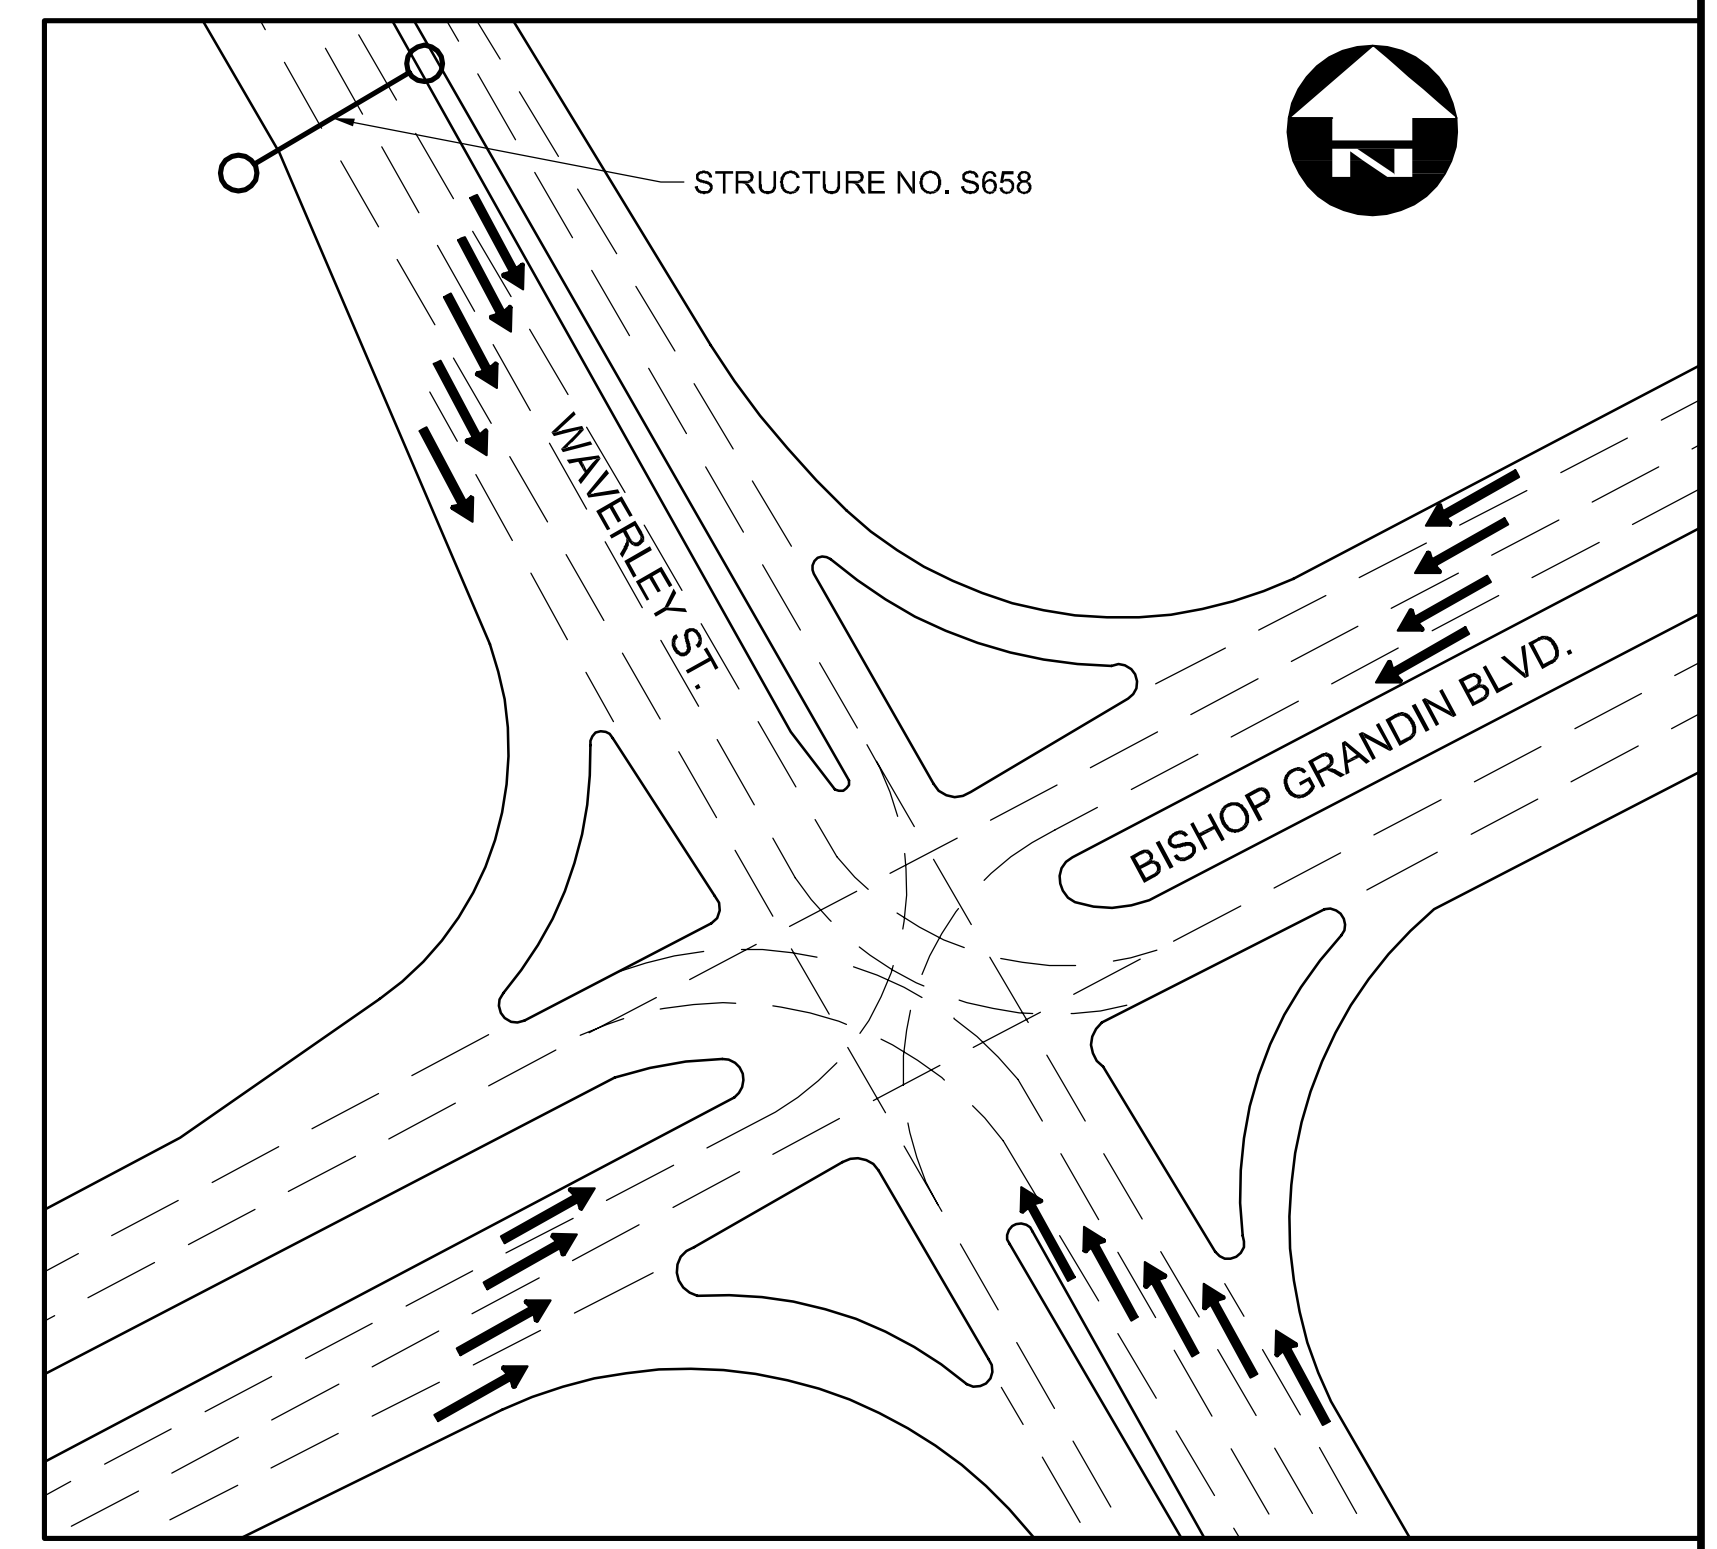 STRUCTURE NO. S658
N
WAVERLEY ST.
BISHOP GRANDIN BLVD.